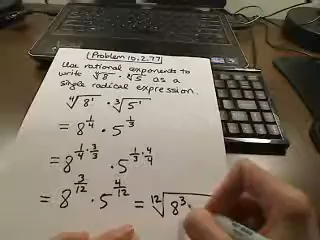 Problem 10.2.77
Use rational exponents to
write ∜8 · ∛5 as a
single radical expression.
∜8¹ · ∛5¹
= 8^(1/4) · 5^(1/3)
= 8^(1/4 · 3/3) · 5^(1/3 · 4/4)
= 8^(3/12) · 5^(4/12) = ¹²√8³·